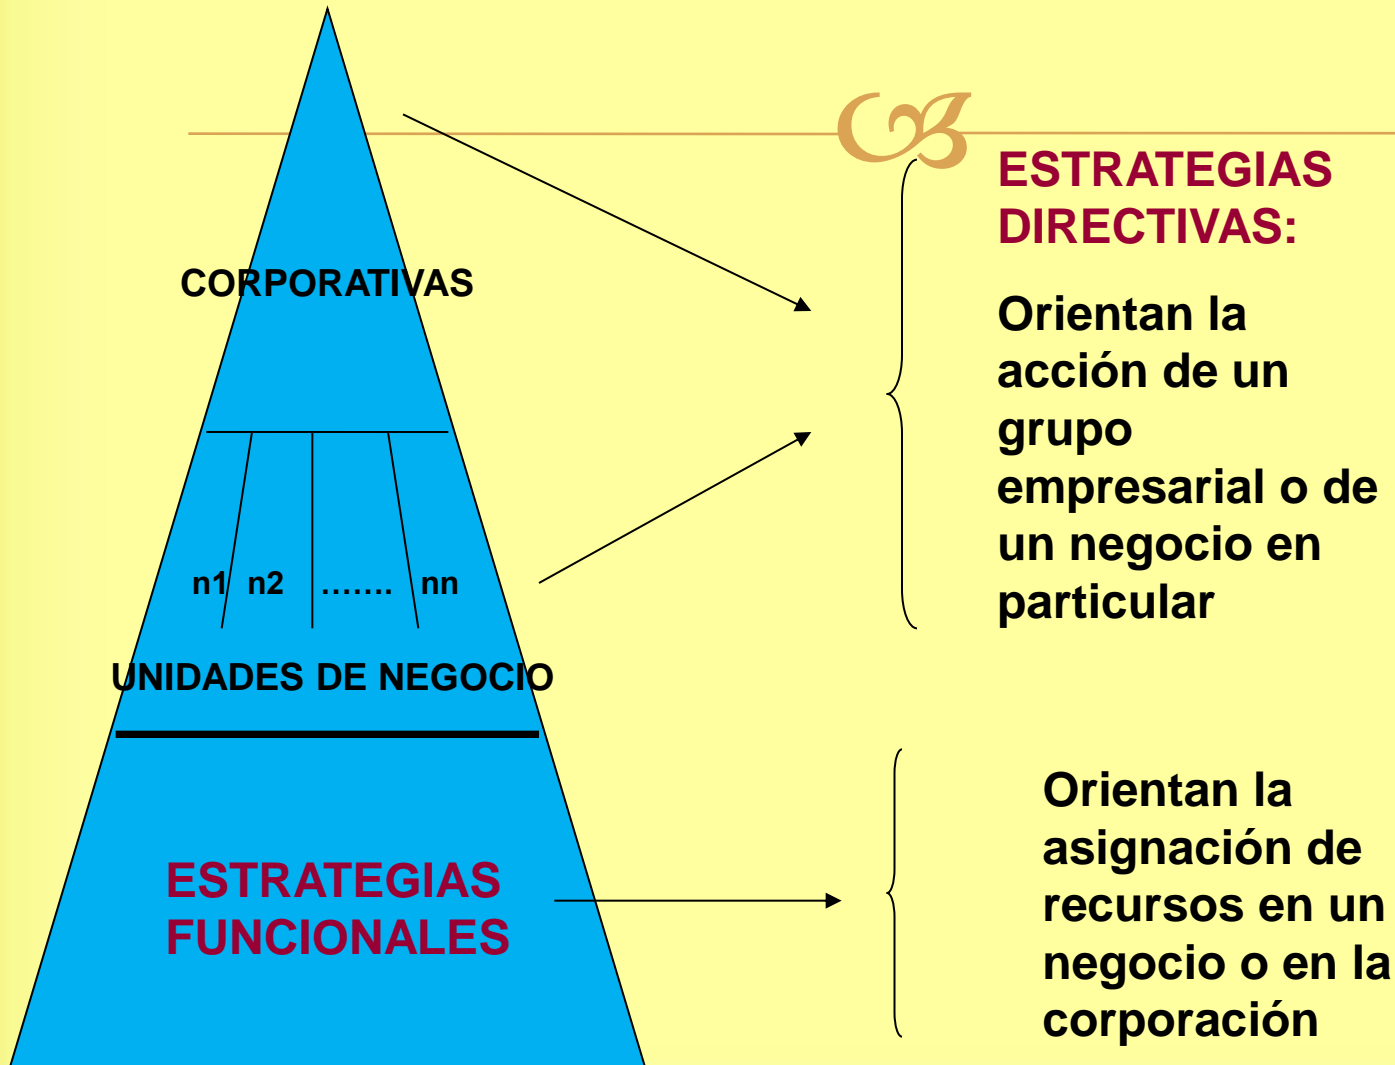 CORPORATIVAS
n1 n2 ……. nn
UNIDADES DE NEGOCIO
ESTRATEGIAS
FUNCIONALES
ESTRATEGIAS
DIRECTIVAS:
Orientan la
acción de un
grupo
empresarial o de
un negocio en
particular
Orientan la
asignación de
recursos en un
negocio o en la
corporación